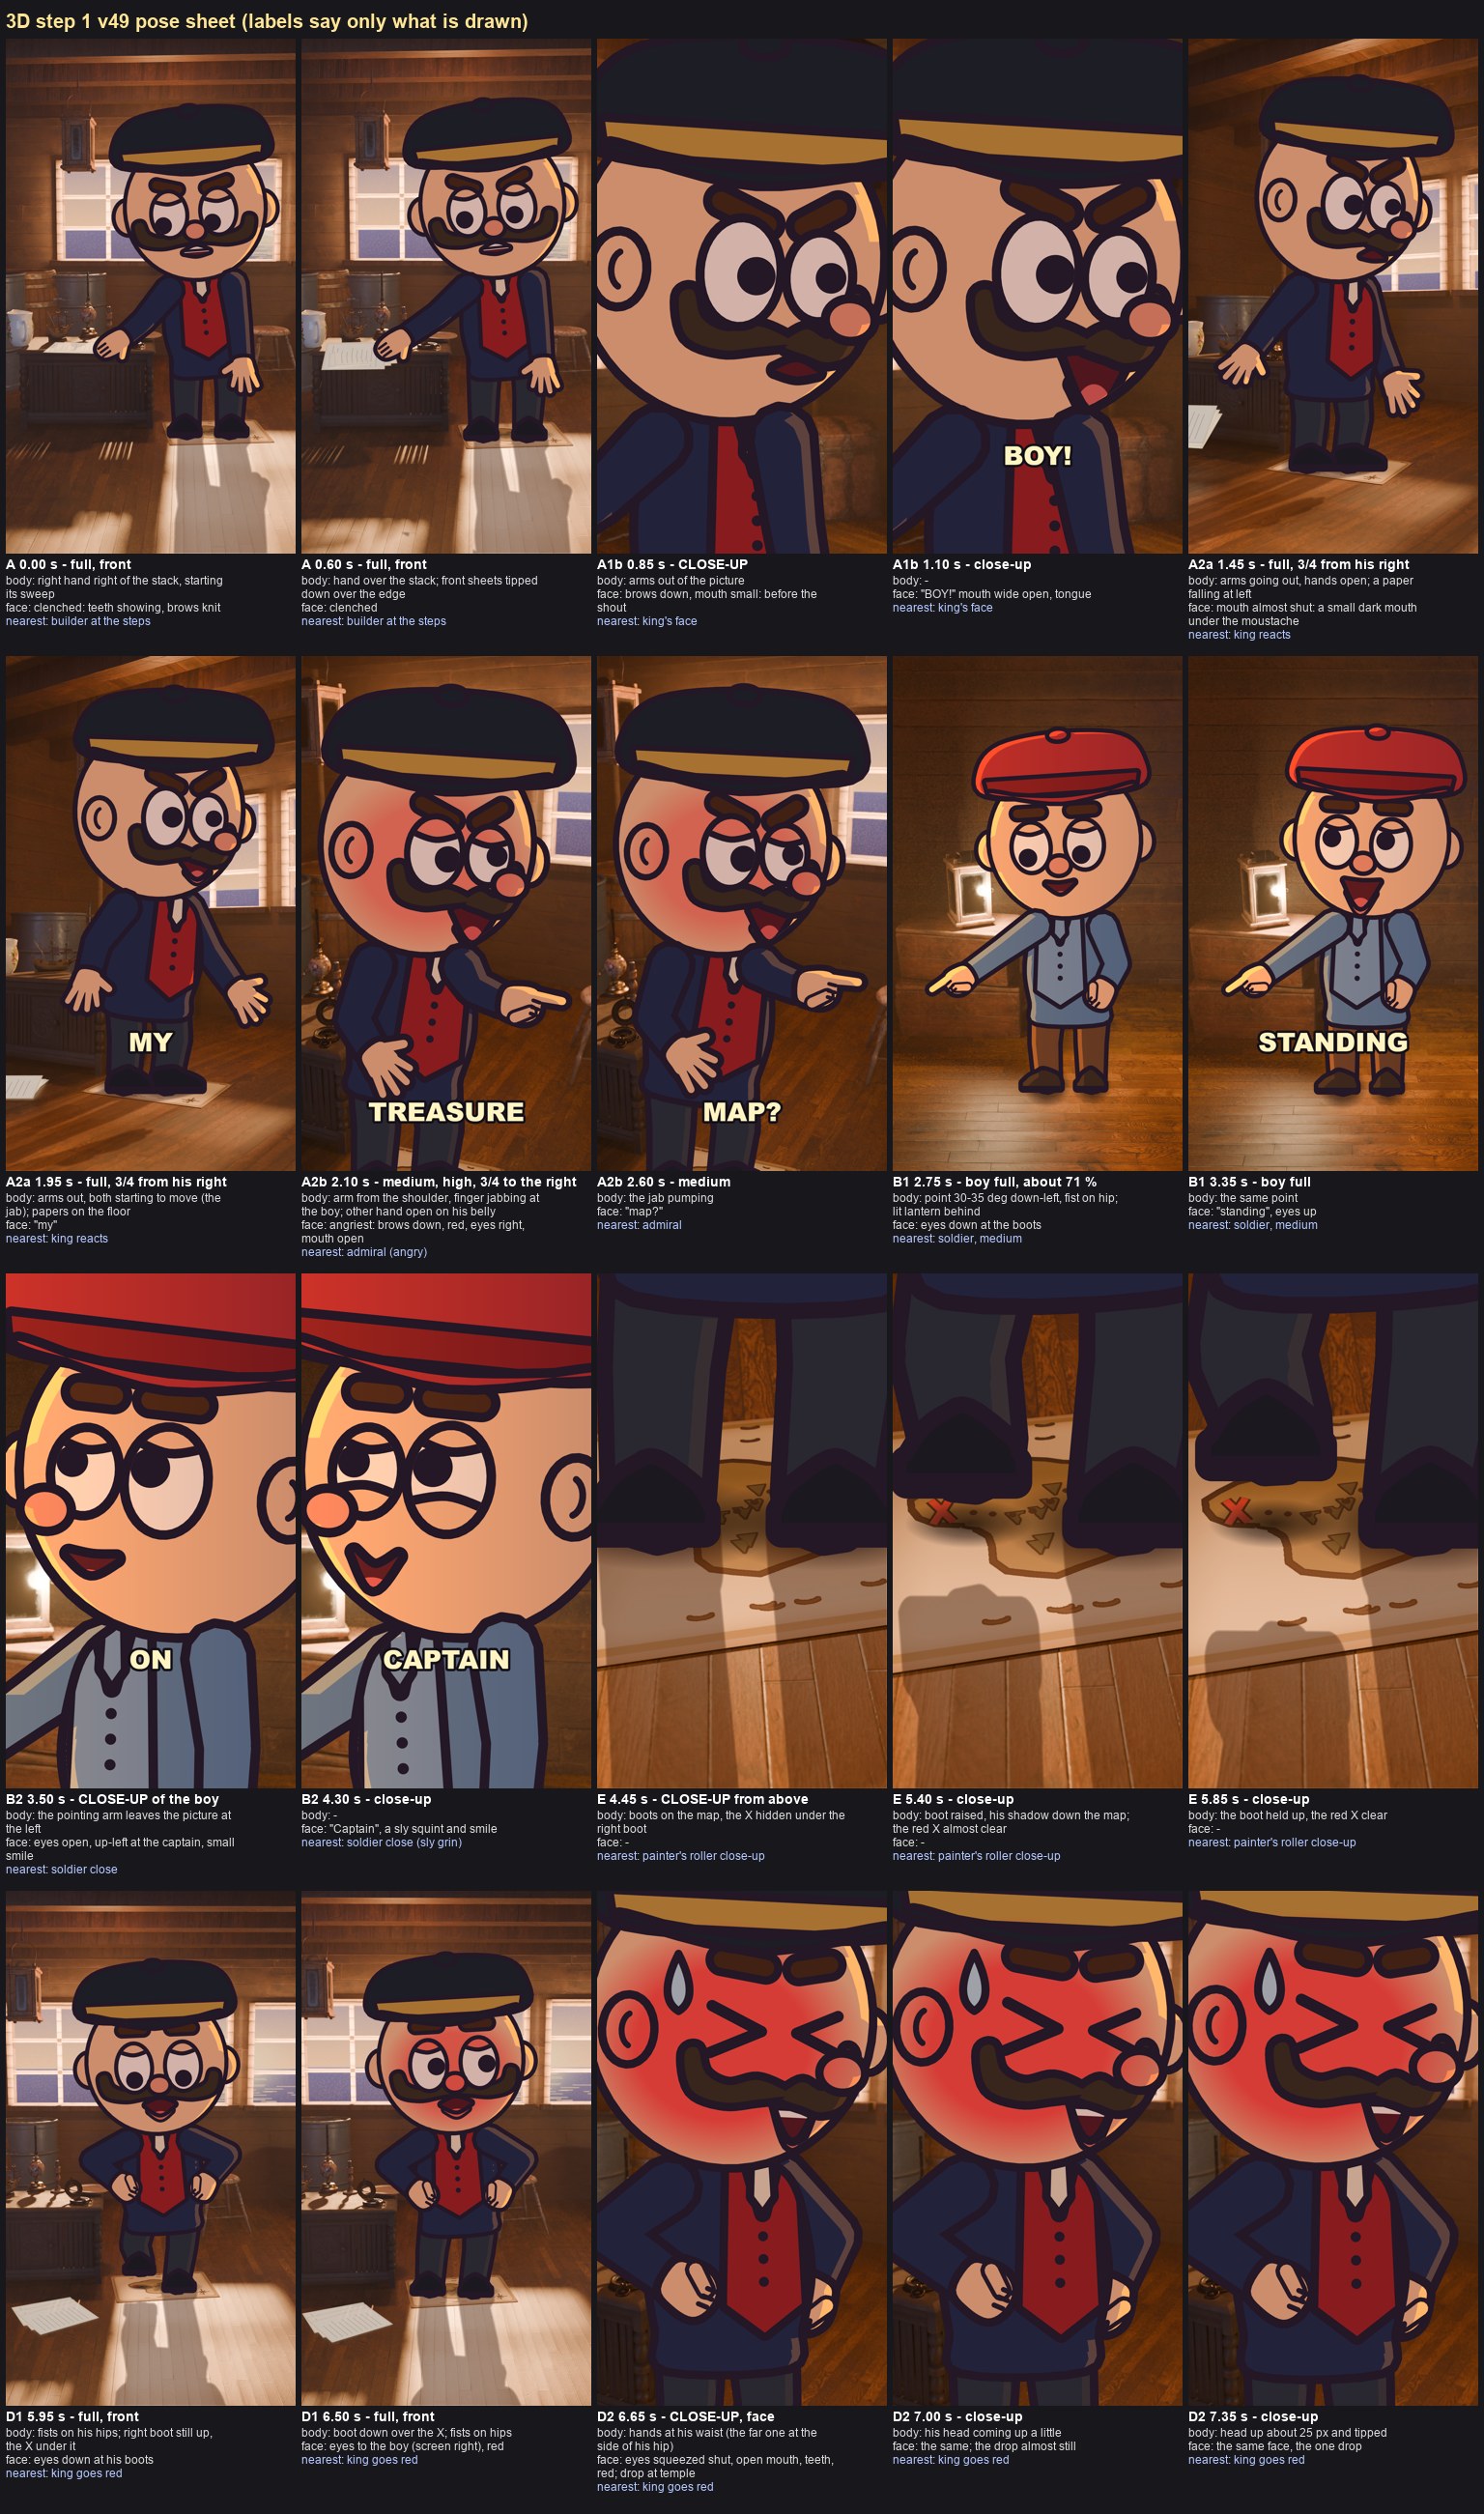 3D step 1 v49 pose sheet (labels say only what is drawn)
BOY!
A 0.00 s - full, front
body: right hand right of the stack, starting
its sweep
face: clenched: teeth showing, brows knit
nearest: builder at the steps
A 0.60 s - full, front
body: hand over the stack; front sheets tipped
down over the edge
face: clenched
nearest: builder at the steps
A1b 0.85 s - CLOSE-UP
body: arms out of the picture
face: brows down, mouth small: before the
shout
nearest: king's face
A1b 1.10 s - close-up
body: -
face: "BOY!" mouth wide open, tongue
nearest: king's face
A2a 1.45 s - full, 3/4 from his right
body: arms going out, hands open; a paper
falling at left
face: mouth almost shut: a small dark mouth
under the moustache
nearest: king reacts
MY
TREASURE
MAP?
STANDING
A2a 1.95 s - full, 3/4 from his right
body: arms out, both starting to move (the
jab); papers on the floor
face: "my"
nearest: king reacts
A2b 2.10 s - medium, high, 3/4 to the right
body: arm from the shoulder, finger jabbing at
the boy; other hand open on his belly
face: angriest: brows down, red, eyes right,
mouth open
nearest: admiral (angry)
A2b 2.60 s - medium
body: the jab pumping
face: "map?"
nearest: admiral
B1 2.75 s - boy full, about 71 %
body: point 30-35 deg down-left, fist on hip;
lit lantern behind
face: eyes down at the boots
nearest: soldier, medium
B1 3.35 s - boy full
body: the same point
face: "standing", eyes up
nearest: soldier, medium
ON
CAPTAIN
B2 3.50 s - CLOSE-UP of the boy
body: the pointing arm leaves the picture at
the left
face: eyes open, up-left at the captain, small
smile
nearest: soldier close
B2 4.30 s - close-up
body: -
face: "Captain", a sly squint and smile
nearest: soldier close (sly grin)
E 4.45 s - CLOSE-UP from above
body: boots on the map, the X hidden under the
right boot
face: -
nearest: painter's roller close-up
E 5.40 s - close-up
body: boot raised, his shadow down the map;
the red X almost clear
face: -
nearest: painter's roller close-up
E 5.85 s - close-up
body: the boot held up, the red X clear
face: -
nearest: painter's roller close-up
D1 5.95 s - full, front
body: fists on his hips; right boot still up,
the X under it
face: eyes down at his boots
nearest: king goes red
D1 6.50 s - full, front
body: boot down over the X; fists on hips
face: eyes to the boy (screen right), red
nearest: king goes red
D2 6.65 s - CLOSE-UP, face
body: hands at his waist (the far one at the
side of his hip)
face: eyes squeezed shut, open mouth, teeth,
red; drop at temple
nearest: king goes red
D2 7.00 s - close-up
body: his head coming up a little
face: the same; the drop almost still
nearest: king goes red
D2 7.35 s - close-up
body: head up about 25 px and tipped
face: the same face, the one drop
nearest: king goes red